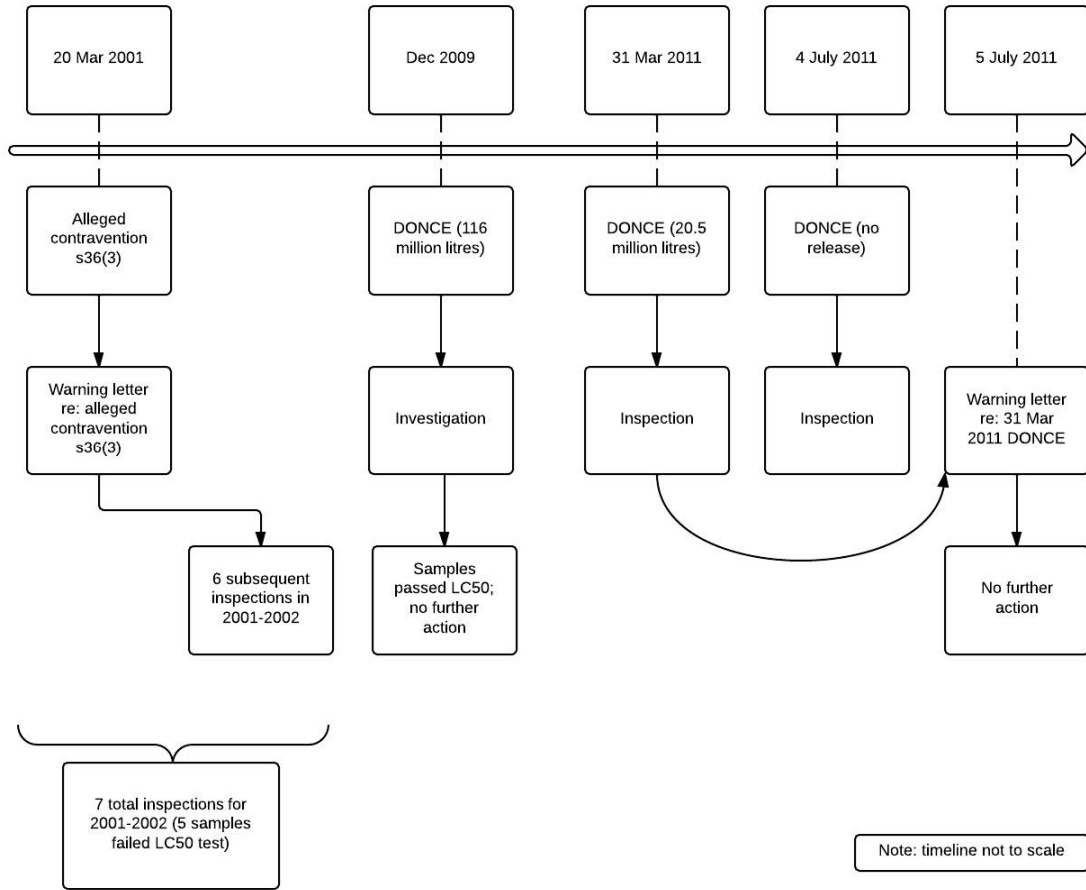 20 Mar 2001
Dec 2009
31 Mar 2011
4 July 2011
5 July 2011
Alleged
contravention
s36(3)
DONCE (116
million litres)
DONCE (20.5
million litres)
DONCE (no
release)
Warning letter
re: alleged
contravention
s36(3)
Investigation
Inspection
Inspection
Warning letter
re: 31 Mar
2011 DONCE
6 subsequent
inspections in
2001-2002
Samples
passed LC50;
no further
action
No further
action
7 total inspections for
2001-2002 (5 samples
failed LC50 test)
Note: timeline not to scale